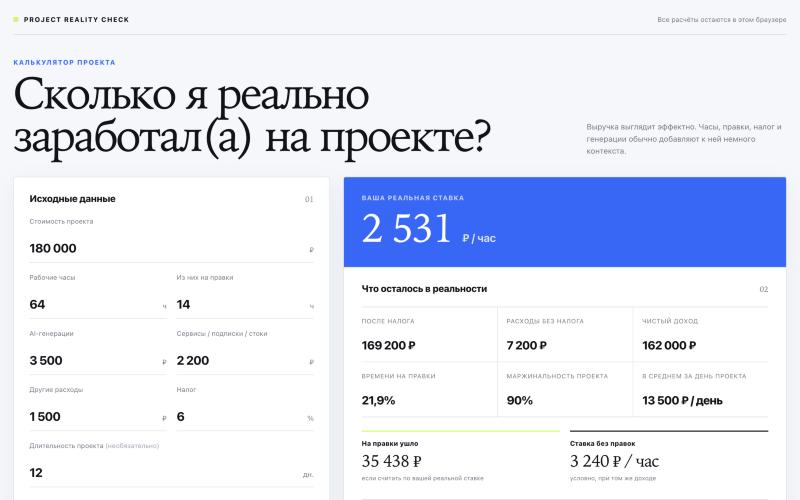 PROJECT REALITY CHECK
Все расчёты остаются в этом браузере
КАЛЬКУЛЯТОР ПРОЕКТА
Сколько я реально
заработал(а) на проекте?
Выручка выглядит эффектно. Часы, правки, налог и
генерации обычно добавляют к ней немного
контекста.
Исходные данные 01
Стоимость проекта
180 000 ₽
Рабочие часы Из них на правки
64 ч 14 ч
AI-генерации Сервисы / подписки / стоки
3 500 ₽ 2 200 ₽
Другие расходы Налог
1 500 ₽ 6 %
Длительность проекта (необязательно)
12 дн.
ВАША РЕАЛЬНАЯ СТАВКА
2 531 ₽ / час
Что осталось в реальности 02
ПОСЛЕ НАЛОГА РАСХОДЫ БЕЗ НАЛОГА ЧИСТЫЙ ДОХОД
169 200 ₽ 7 200 ₽ 162 000 ₽
ВРЕМЕНИ НА ПРАВКИ МАРЖИНАЛЬНОСТЬ ПРОЕКТА В СРЕДНЕМ ЗА ДЕНЬ ПРОЕКТА
21,9% 90% 13 500 ₽ / день
На правки ушло Ставка без правок
35 438 ₽ 3 240 ₽ / час
если считать по вашей реальной ставке условно, при том же доходе